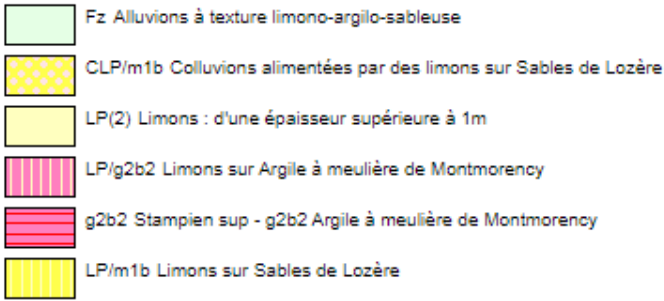 Fz Alluvions à texture limono-argilo-sableuse
CLP/m1b Colluvions alimentées par des limons sur Sables de Lozère
LP(2) Limons : d'une épaisseur supérieure à 1m
LP/g2b2 Limons sur Argile à meulière de Montmorency
g2b2 Stampien sup - g2b2 Argile à meulière de Montmorency
LP/m1b Limons sur Sables de Lozère